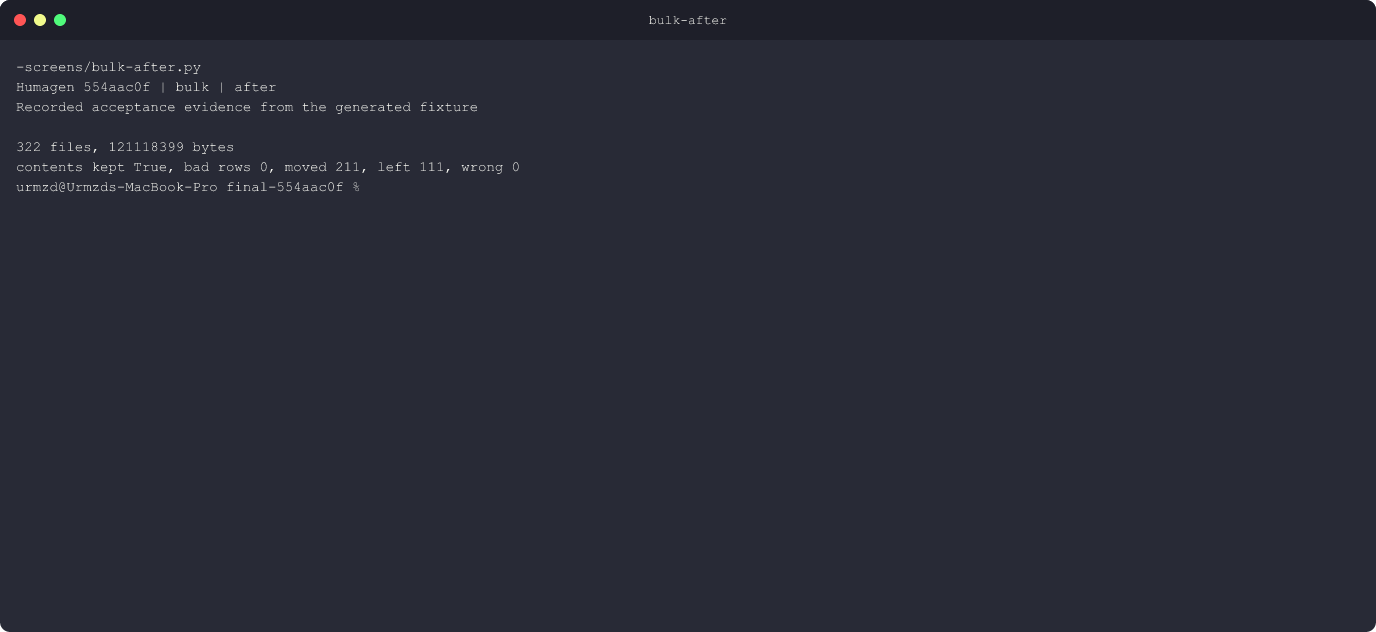 bulk-after
-screens/bulk-after.py
Humagen 554aac0f | bulk | after
Recorded acceptance evidence from the generated fixture
322 files, 121118399 bytes
contents kept True, bad rows 0, moved 211, left 111, wrong 0
urmzd@Urmzds-MacBook-Pro final-554aac0f %